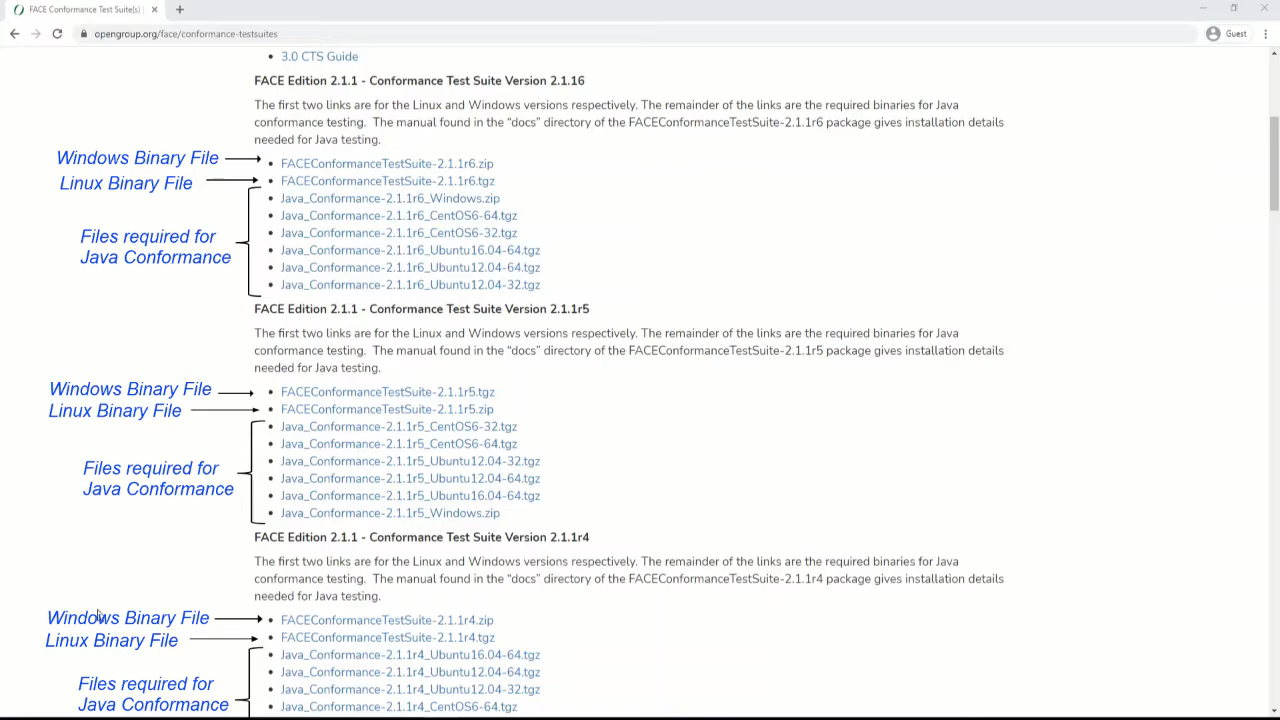 FACE Conformance Test Suite(s) |
opengroup.org/face/conformance-testsuites
Guest
3.0 CTS Guide
FACE Edition 2.1.1 - Conformance Test Suite Version 2.1.16
The first two links are for the Linux and Windows versions respectively. The remainder of the links are the required binaries for Java
conformance testing. The manual found in the “docs” directory of the FACEConformanceTestSuite-2.1.1r6 package gives installation details
needed for Java testing.
Windows Binary File
FACEConformanceTestSuite-2.1.1r6.zip
Linux Binary File
FACEConformanceTestSuite-2.1.1r6.tgz
Java_Conformance-2.1.1r6_Windows.zip
Java_Conformance-2.1.1r6_CentOS6-64.tgz
Files required for
Java Conformance
Java_Conformance-2.1.1r6_CentOS6-32.tgz
Java_Conformance-2.1.1r6_Ubuntu16.04-64.tgz
Java_Conformance-2.1.1r6_Ubuntu12.04-64.tgz
Java_Conformance-2.1.1r6_Ubuntu12.04-32.tgz
FACE Edition 2.1.1 - Conformance Test Suite Version 2.1.1r5
The first two links are for the Linux and Windows versions respectively. The remainder of the links are the required binaries for Java
conformance testing. The manual found in the “docs” directory of the FACEConformanceTestSuite-2.1.1r5 package gives installation details
needed for Java testing.
Windows Binary File
FACEConformanceTestSuite-2.1.1r5.tgz
Linux Binary File
FACEConformanceTestSuite-2.1.1r5.zip
Java_Conformance-2.1.1r5_CentOS6-32.tgz
Java_Conformance-2.1.1r5_CentOS6-64.tgz
Files required for
Java Conformance
Java_Conformance-2.1.1r5_Ubuntu12.04-32.tgz
Java_Conformance-2.1.1r5_Ubuntu12.04-64.tgz
Java_Conformance-2.1.1r5_Ubuntu16.04-64.tgz
Java_Conformance-2.1.1r5_Windows.zip
FACE Edition 2.1.1 - Conformance Test Suite Version 2.1.1r4
The first two links are for the Linux and Windows versions respectively. The remainder of the links are the required binaries for Java
conformance testing. The manual found in the “docs” directory of the FACEConformanceTestSuite-2.1.1r4 package gives installation details
needed for Java testing.
Windows Binary File
FACEConformanceTestSuite-2.1.1r4.zip
Linux Binary File
FACEConformanceTestSuite-2.1.1r4.tgz
Java_Conformance-2.1.1r4_Ubuntu16.04-64.tgz
Java_Conformance-2.1.1r4_Ubuntu12.04-64.tgz
Files required for
Java Conformance
Java_Conformance-2.1.1r4_Ubuntu12.04-32.tgz
Java_Conformance-2.1.1r4_CentOS6-64.tgz